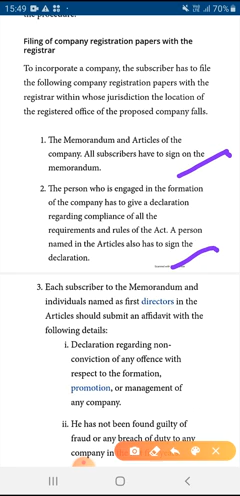 15:49
70%
the procedure.
Filing of company registration papers with the
registrar
To incorporate a company, the subscriber has to file
the following company registration papers with the
registrar within whose jurisdiction the location of
the registered office of the proposed company falls.
1. The Memorandum and Articles of the
company. All subscribers have to sign on the
memorandum.
2. The person who is engaged in the formation
of the company has to give a declaration
regarding compliance of all the
requirements and rules of the Act. A person
named in the Articles also has to sign the
declaration.
3. Each subscriber to the Memorandum and
individuals named as first directors in the
Articles should submit an affidavit with the
following details:
i. Declaration regarding non-
conviction of any offence with
respect to the formation,
promotion, or management of
any company.
ii. He has not been found guilty of
fraud or any breach of duty to any
company in